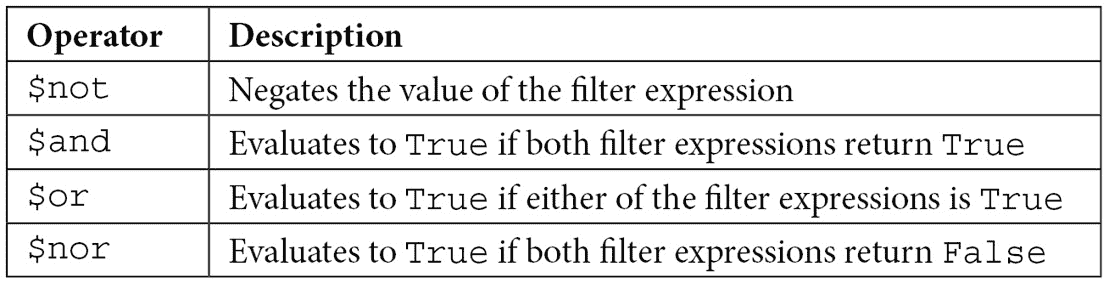 Operator Description
$not Negates the value of the filter expression
$and Evaluates to True if both filter expressions return True
$or Evaluates to True if either of the filter expressions is True
$nor Evaluates to True if both filter expressions return False